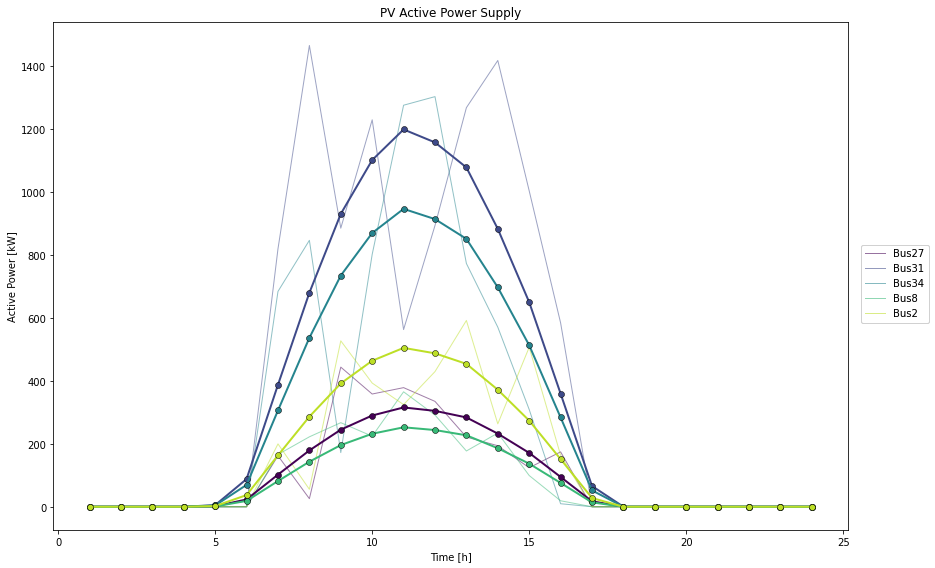 PV Active Power Supply
Active Power [kW]
1400
1200
1000
800
600
400
200
0
0
5
10
15
20
25
Time [h]
Bus27
Bus31
Bus34
Bus8
Bus2